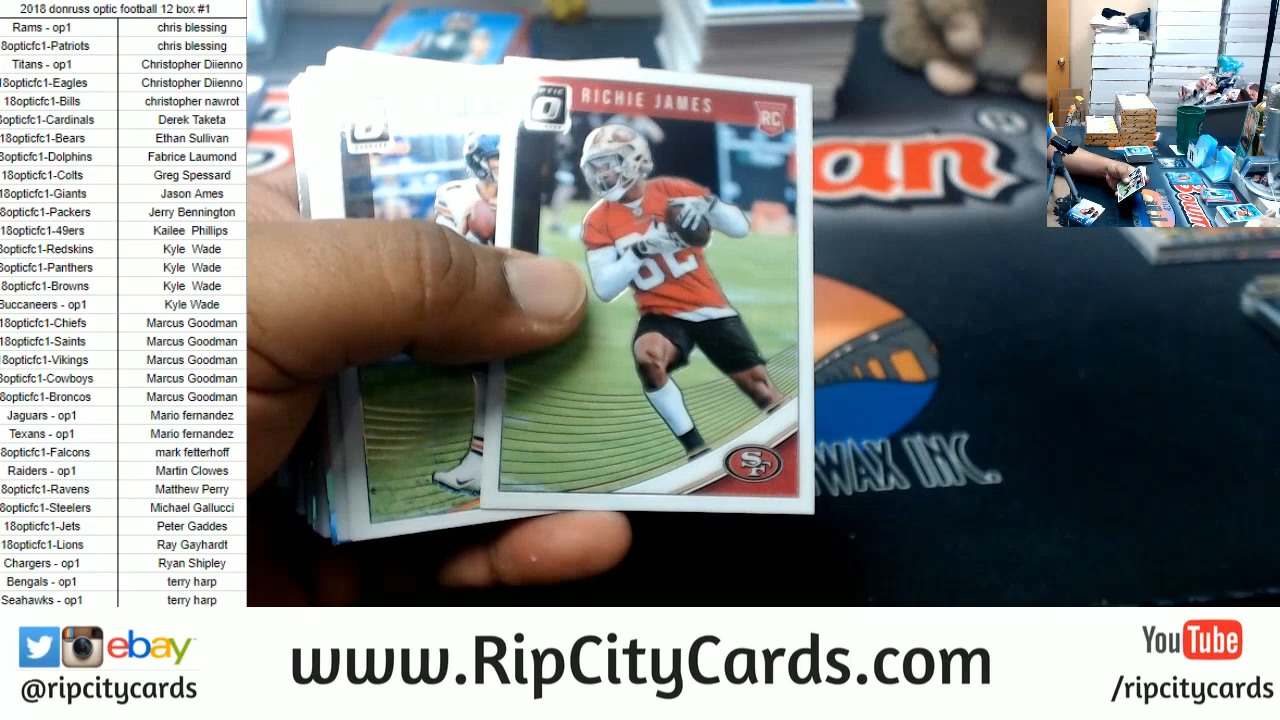 2018 donruss optic football 12 box #1
Rams - op1 chris blessing
8opticfc1-Patriots chris blessing
Titans - op1 Christopher Diienno
18opticfc1-Eagles Christopher Diienno
18opticfc1-Bills christopher nawrot
8opticfc1-Cardinals Derek Taketa
18opticfc1-Bears Ethan Sullivan
8opticfc1-Dolphins Fabrice Laumond
18opticfc1-Colts Greg Spessard
18opticfc1-Giants Jason Ames
8opticfc1-Packers Jerry Bennington
18opticfc1-49ers Kailee Phillips
8opticfc1-Redskins Kyle Wade
8opticfc1-Panthers Kyle Wade
8opticfc1-Browns Kyle Wade
Buccaneers - op1 Kyle Wade
18opticfc1-Chiefs Marcus Goodman
18opticfc1-Saints Marcus Goodman
18opticfc1-Vikings Marcus Goodman
8opticfc1-Cowboys Marcus Goodman
8opticfc1-Broncos Marcus Goodman
Jaguars - op1 Mario fernandez
Texans - op1 Mario fernandez
8opticfc1-Falcons mark fetterhoff
Raiders - op1 Martin Clowes
8opticfc1-Ravens Matthew Perry
8opticfc1-Steelers Michael Gallucci
18opticfc1-Jets Peter Gaddes
18opticfc1-Lions Ray Gayhardt
Chargers - op1 Ryan Shipley
Bengals - op1 terry harp
Seahawks - op1 terry harp
RICHIE JAMES
RC
82
SF
an
®
WAX INC.
ebay
@ripcitycards
www.RipCityCards.com
YouTube
/ripcitycards